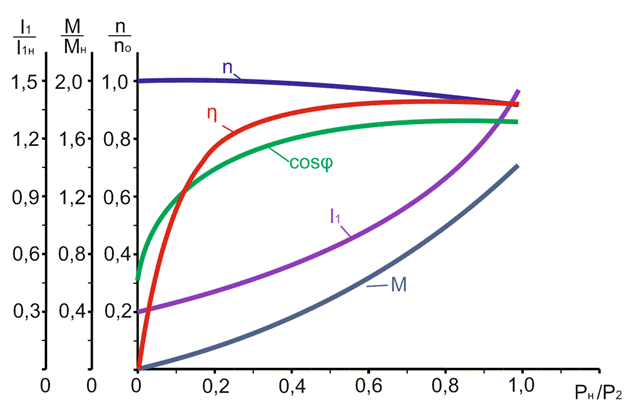 I₁ M n
I₁ₙ Mₙ n₀
1,5 2,0 1,0
n
η
1,2 1,6 0,8
cosφ
0,9 1,2 0,6
I₁
0,6 0,8 0,4
M
0,3 0,4 0,2
0 0 0 0,2 0,4 0,6 0,8 1,0 Pн/P₂